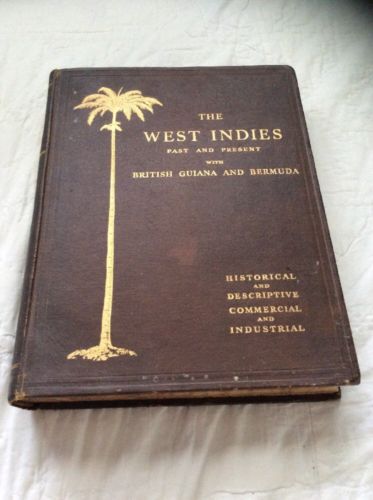 THE
WEST INDIES
PAST AND PRESENT
WITH
BRITISH GUIANA AND BERMUDA
HISTORICAL
AND
DESCRIPTIVE
COMMERCIAL
AND
INDUSTRIAL